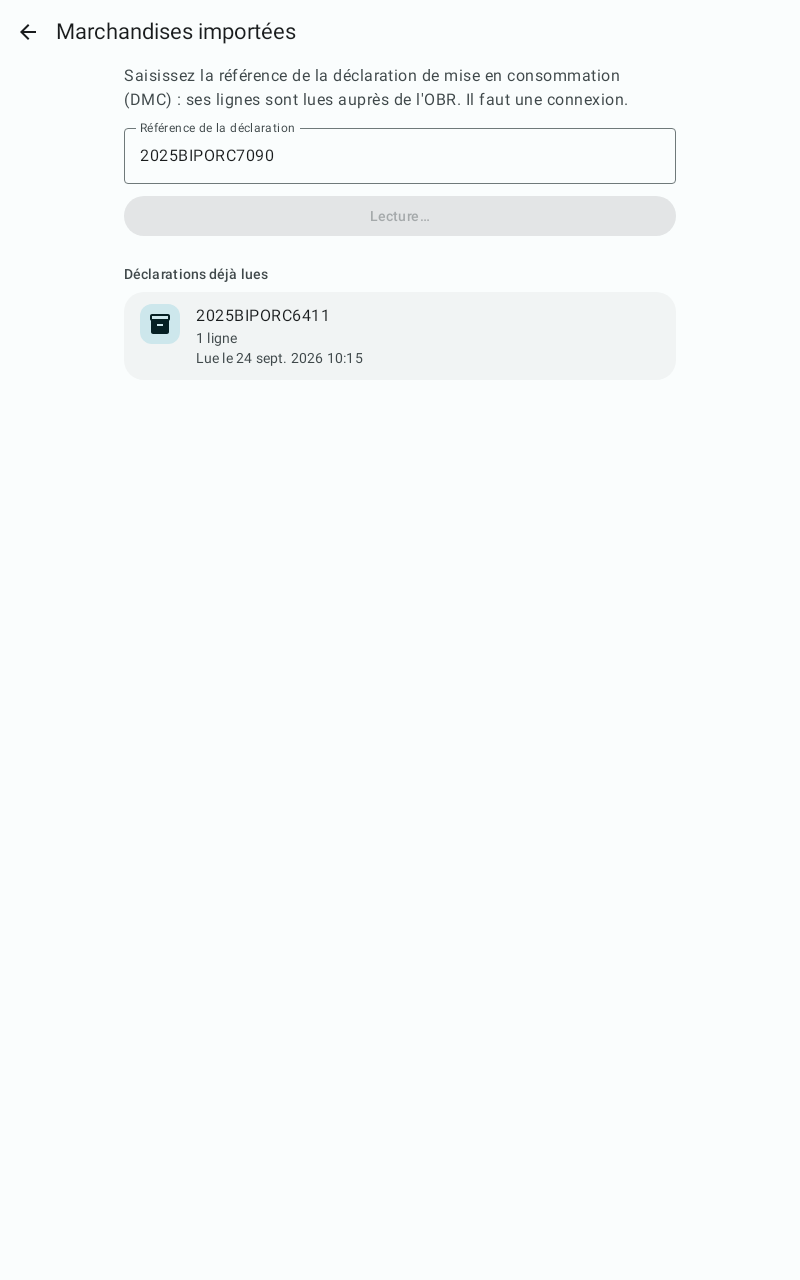 Marchandises importées
Saisissez la référence de la déclaration de mise en consommation
(DMC) : ses lignes sont lues auprès de l'OBR. Il faut une connexion.
Référence de la déclaration
2025BIPORC7090
Lecture…
Déclarations déjà lues
2025BIPORC6411
1 ligne
Lue le 24 sept. 2026 10:15